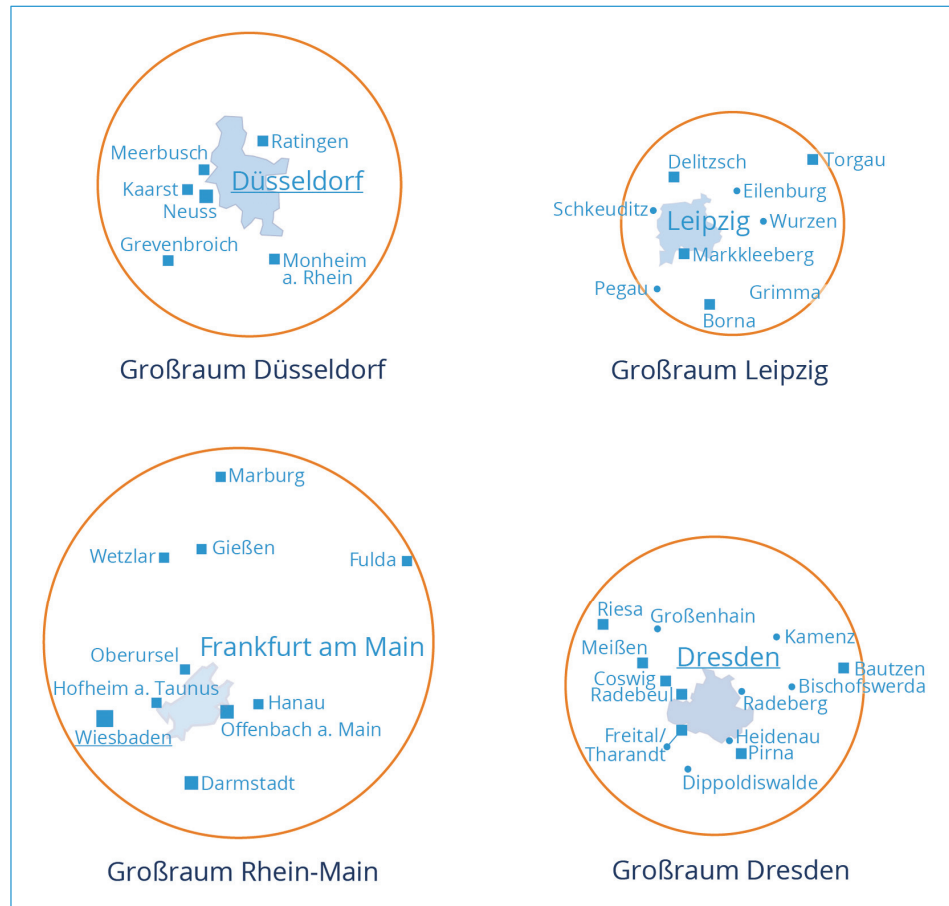 Ratingen
Meerbusch
Düsseldorf
Kaarst
Neuss
Grevenbroich
Monheim
a. Rhein
Großraum Düsseldorf
Delitzsch
Torgau
Eilenburg
Schkeuditz
Leipzig
Wurzen
Markkleeberg
Pegau
Grimma
Borna
Großraum Leipzig
Marburg
Gießen
Wetzlar
Fulda
Frankfurt am Main
Oberursel
Hofheim a. Taunus
Hanau
Offenbach a. Main
Wiesbaden
Darmstadt
Großraum Rhein-Main
Riesa
Großenhain
Kamenz
Meißen
Dresden
Bautzen
Coswig
Bischofswerda
Radebeul
Radeberg
Freital/
Tharandt
Heidenau
Pirna
Dippoldiswalde
Großraum Dresden